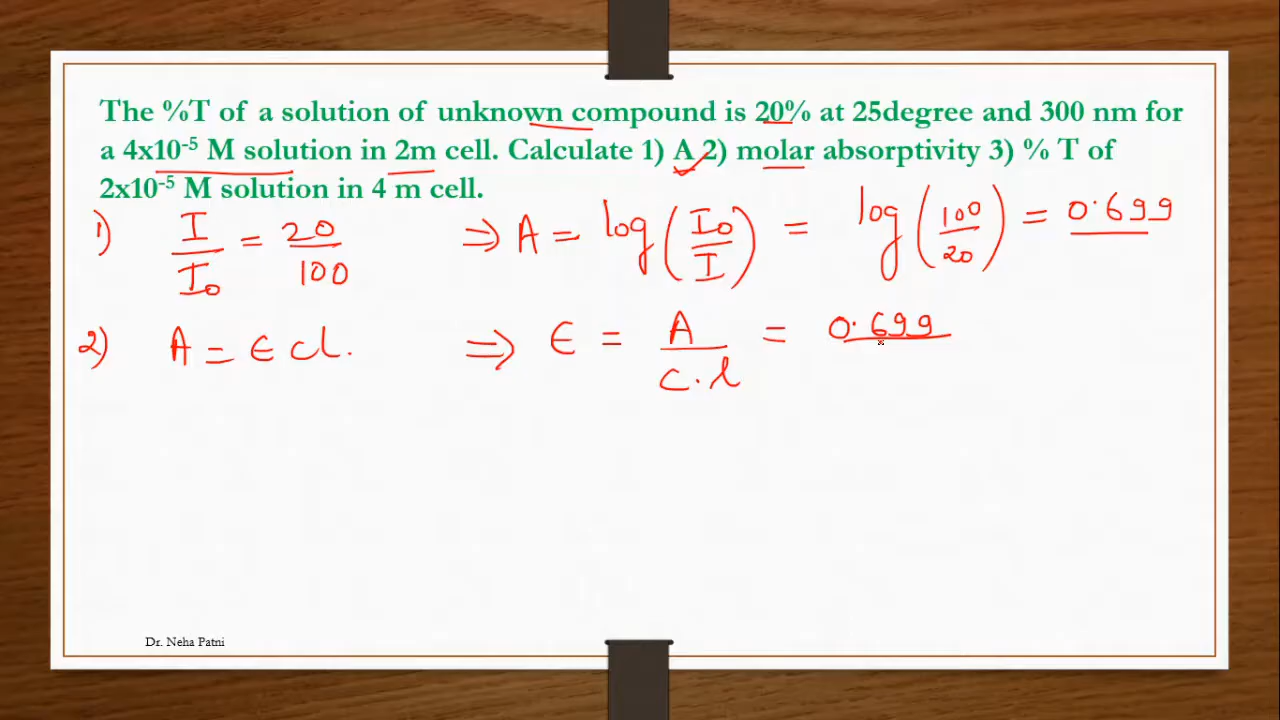 The %T of a solution of unknown compound is 20% at 25degree and 300 nm for
a 4x10⁻⁵ M solution in 2m cell. Calculate 1) A 2) molar absorptivity 3) % T of
2x10⁻⁵ M solution in 4 m cell.
1) I/I₀ = 20/100 ⇒ A = log(I₀/I) = log(100/20) = 0.699
2) A = ϵ cl. ⇒ ϵ = A/c.l = 0.699
Dr. Neha Patni